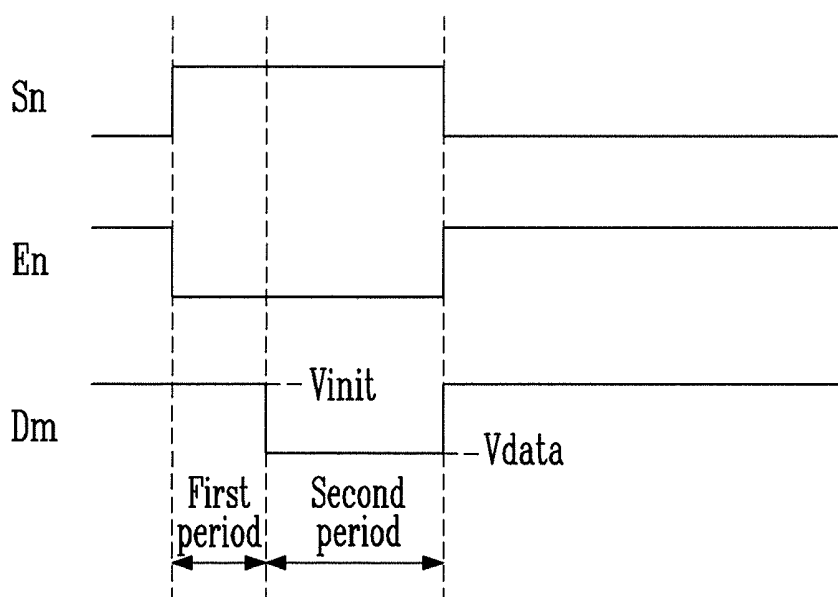 Sn
En
Vinit
Dm
Vdata
First
period
Second
period